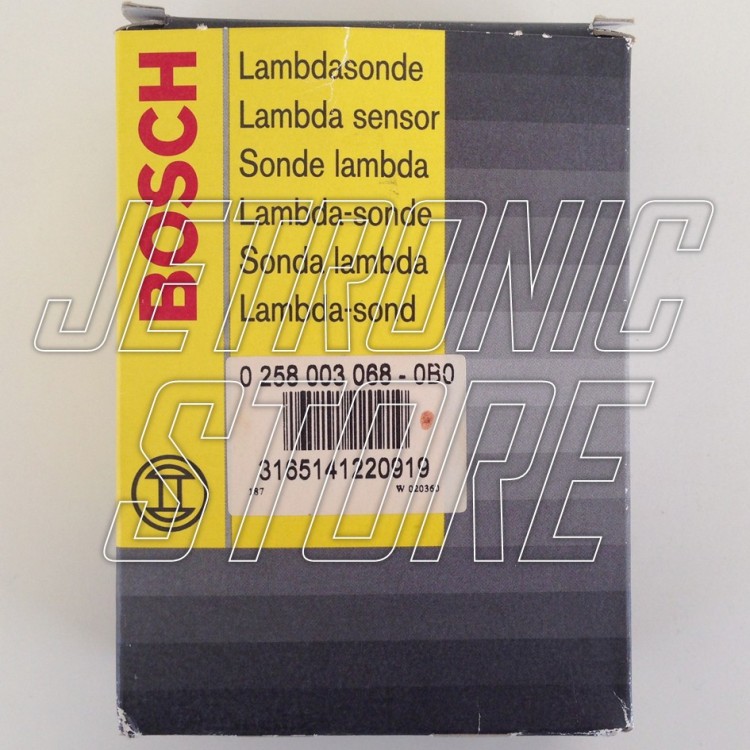 BOSCH
Lambdasonde
Lambda sensor
Sonde lambda
Lambda-sonde
Sonda lambda
Lambda-sond
0 258 003 068 - 0B0
3165141220919
187 W 020360
JETRONIC
STORE